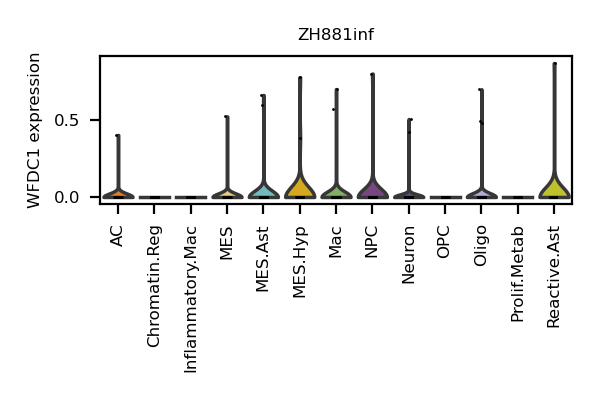 ZH881inf
WFDC1 expression
0.5
0.0
AC
Chromatin.Reg
Inflammatory.Mac
MES
MES.Ast
MES.Hyp
Mac
NPC
Neuron
OPC
Oligo
Prolif.Metab
Reactive.Ast